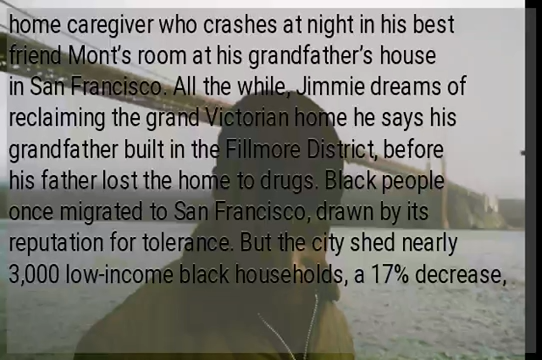 home caregiver who crashes at night in his best
friend Mont’s room at his grandfather’s house
in San Francisco. All the while, Jimmie dreams of
reclaiming the grand Victorian home he says his
grandfather built in the Fillmore District, before
his father lost the home to drugs. Black people
once migrated to San Francisco, drawn by its
reputation for tolerance. But the city shed nearly
3,000 low-income black households, a 17% decrease,